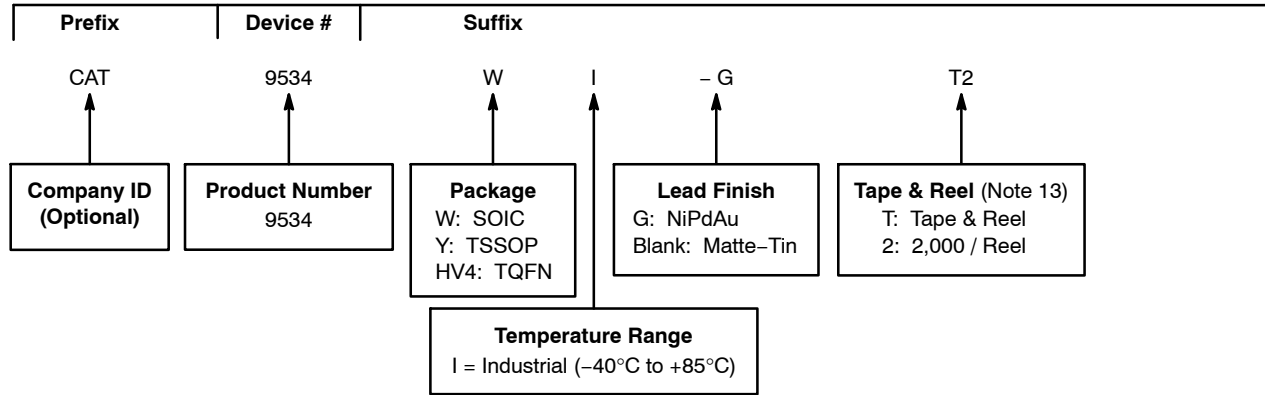 Prefix
Device #
Suffix
CAT
9534
W
I
– G
T2
Company ID
(Optional)
Product Number
9534
Package
W: SOIC
Y: TSSOP
HV4: TQFN
Lead Finish
G: NiPdAu
Blank: Matte−Tin
Tape & Reel (Note 13)
T: Tape & Reel
2: 2,000 / Reel
Temperature Range
I = Industrial (−40°C to +85°C)